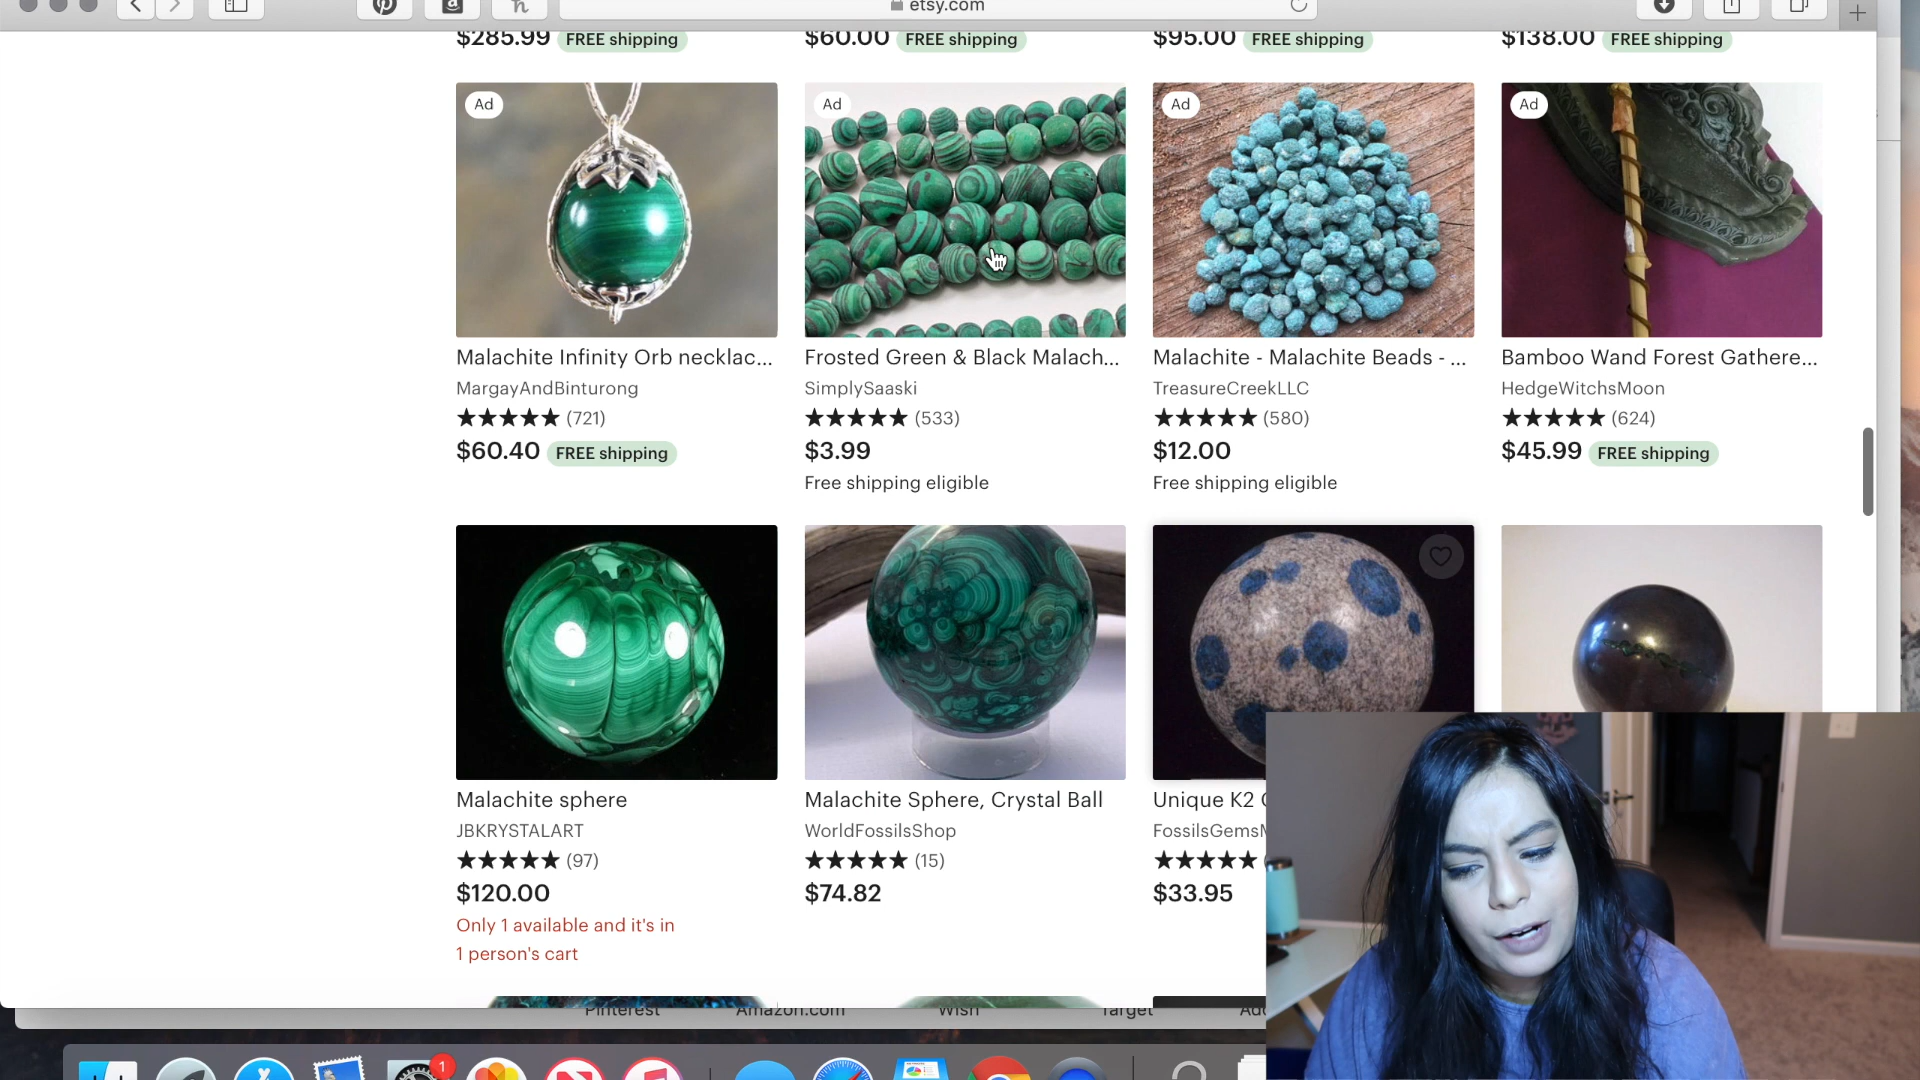 etsy.com
$285.99 FREE shipping
$60.00 FREE shipping
$95.00 FREE shipping
$138.00 FREE shipping
Ad
Ad
Ad
Ad
Malachite Infinity Orb necklac...
MargayAndBinturong
(721)
$60.40 FREE shipping
Frosted Green & Black Malach...
SimplySaaski
(533)
$3.99
Free shipping eligible
Malachite - Malachite Beads - ...
TreasureCreekLLC
(580)
$12.00
Free shipping eligible
Bamboo Wand Forest Gathere...
HedgeWitchsMoon
(624)
$45.99 FREE shipping
Malachite sphere
JBKRYSTALART
(97)
$120.00
Only 1 available and it's in
1 person's cart
Malachite Sphere, Crystal Ball
WorldFossilsShop
(15)
$74.82
Unique K2
FossilsGems
$33.95
Pinterest
Amazon.com
Wish
Target
1